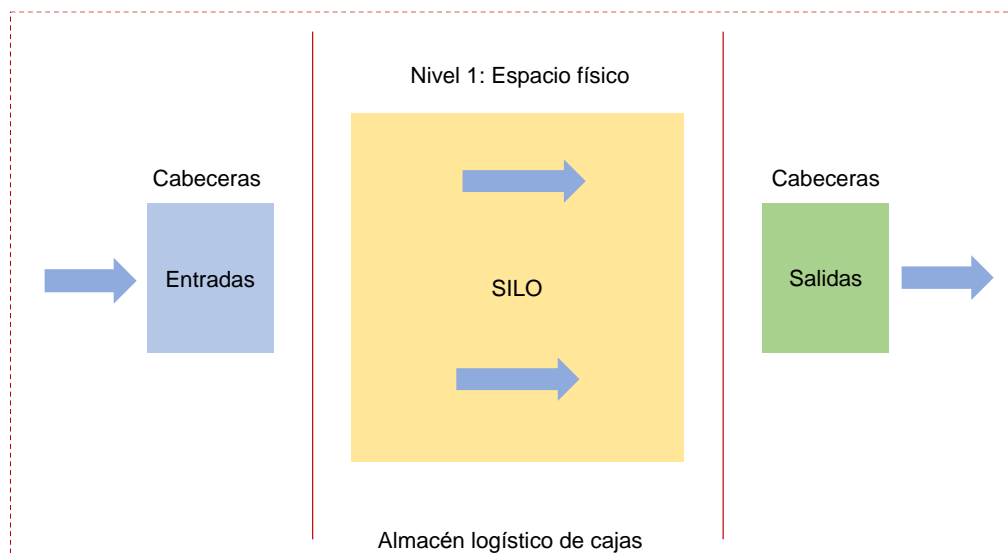 Nivel 1: Espacio físico
Cabeceras
Entradas
SILO
Cabeceras
Salidas
Almacén logístico de cajas